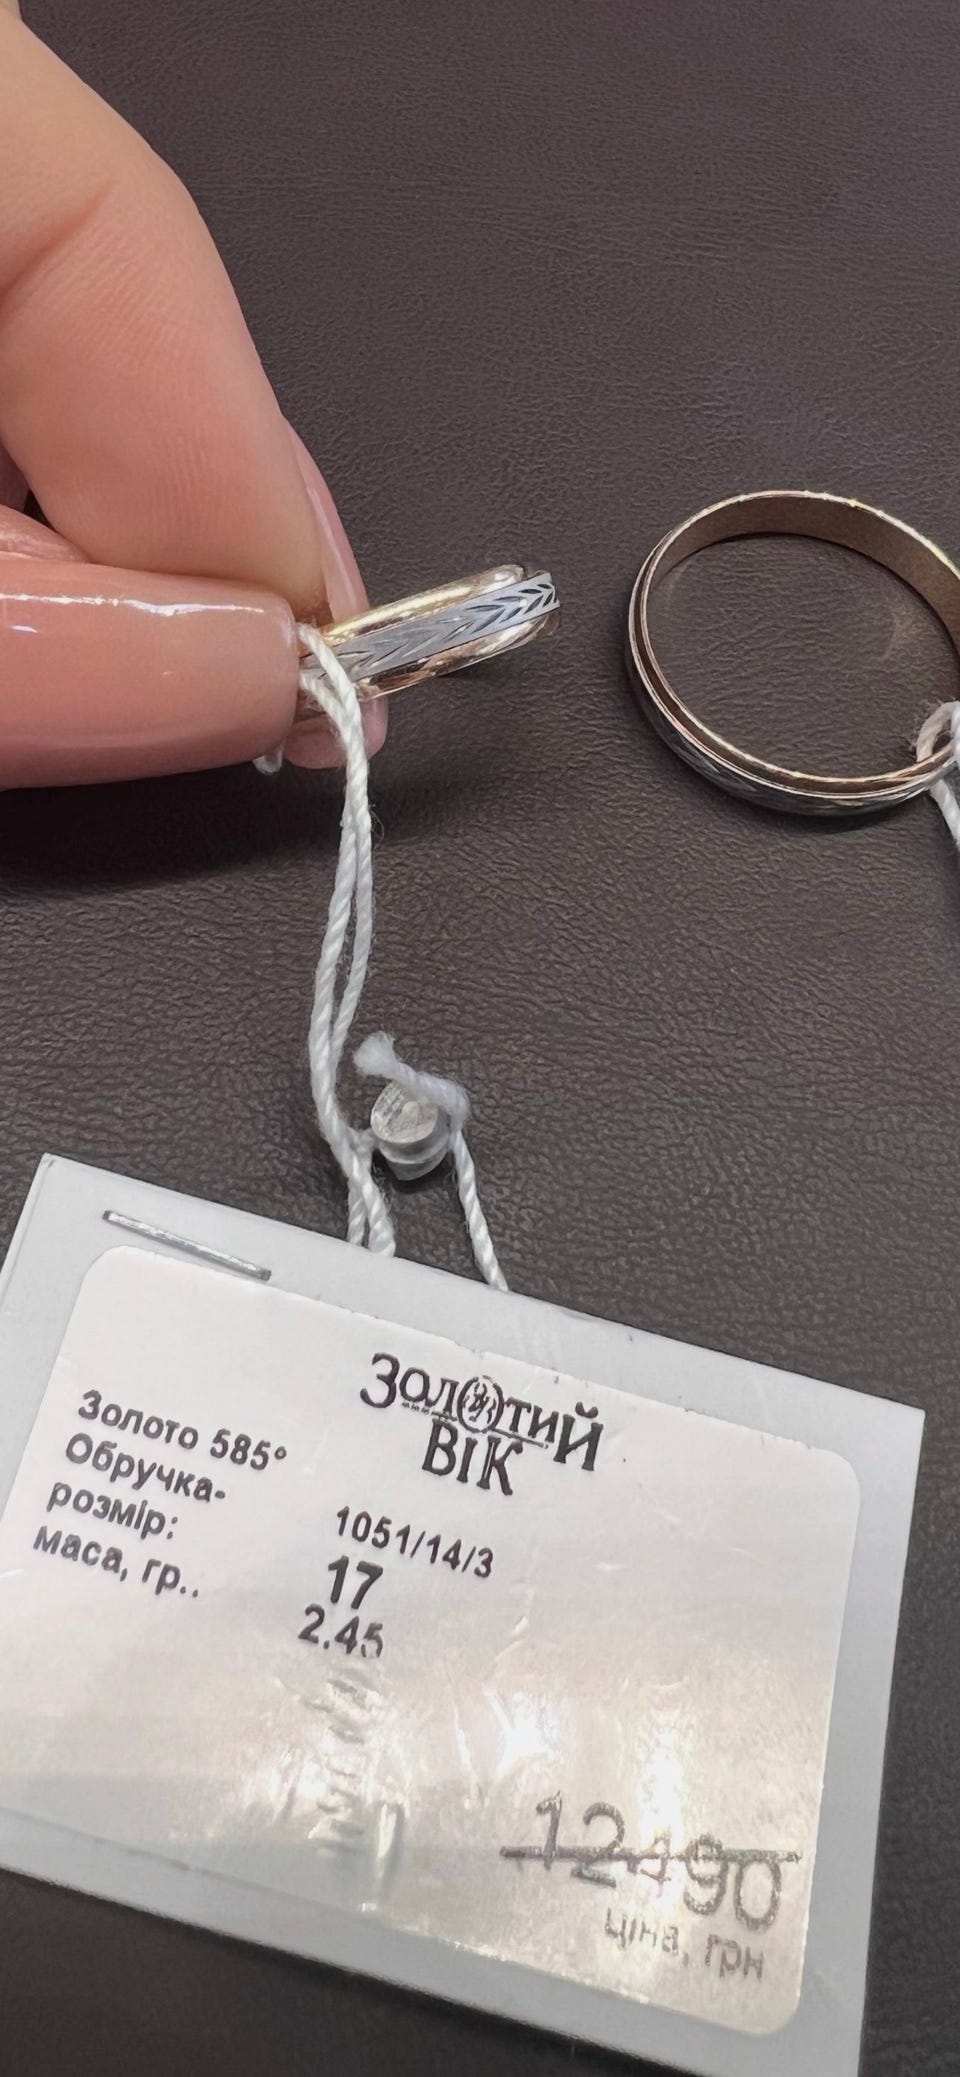 Золотий
ВІК
Золото 585°
Обручка-
розмір:
маса, гр..
1051/14/3
17
2.45
12490
ціна, грн